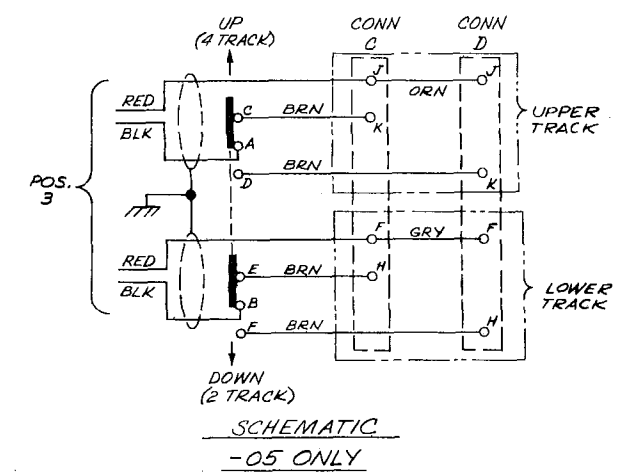 UP
(4 TRACK)
CONN
C
CONN
D
J
ORN
J
RED
BLK
C
BRN
K
A
UPPER
TRACK
D
BRN
K
POS.
3
F
GRY
F
RED
BLK
E
BRN
H
B
LOWER
TRACK
F
BRN
H
DOWN
(2 TRACK)
SCHEMATIC
-05 ONLY